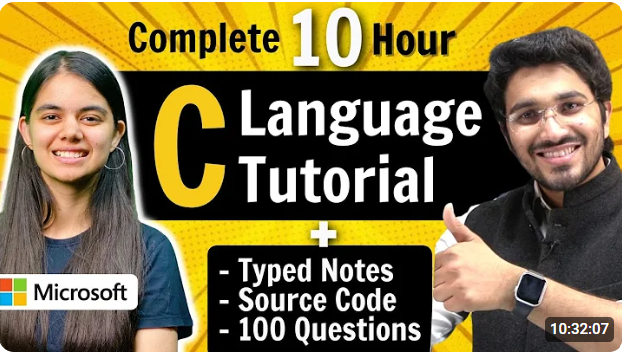 Complete 10 Hour
C Language
Tutorial
+
- Typed Notes
- Source Code
- 100 Questions
Microsoft
10:32:07